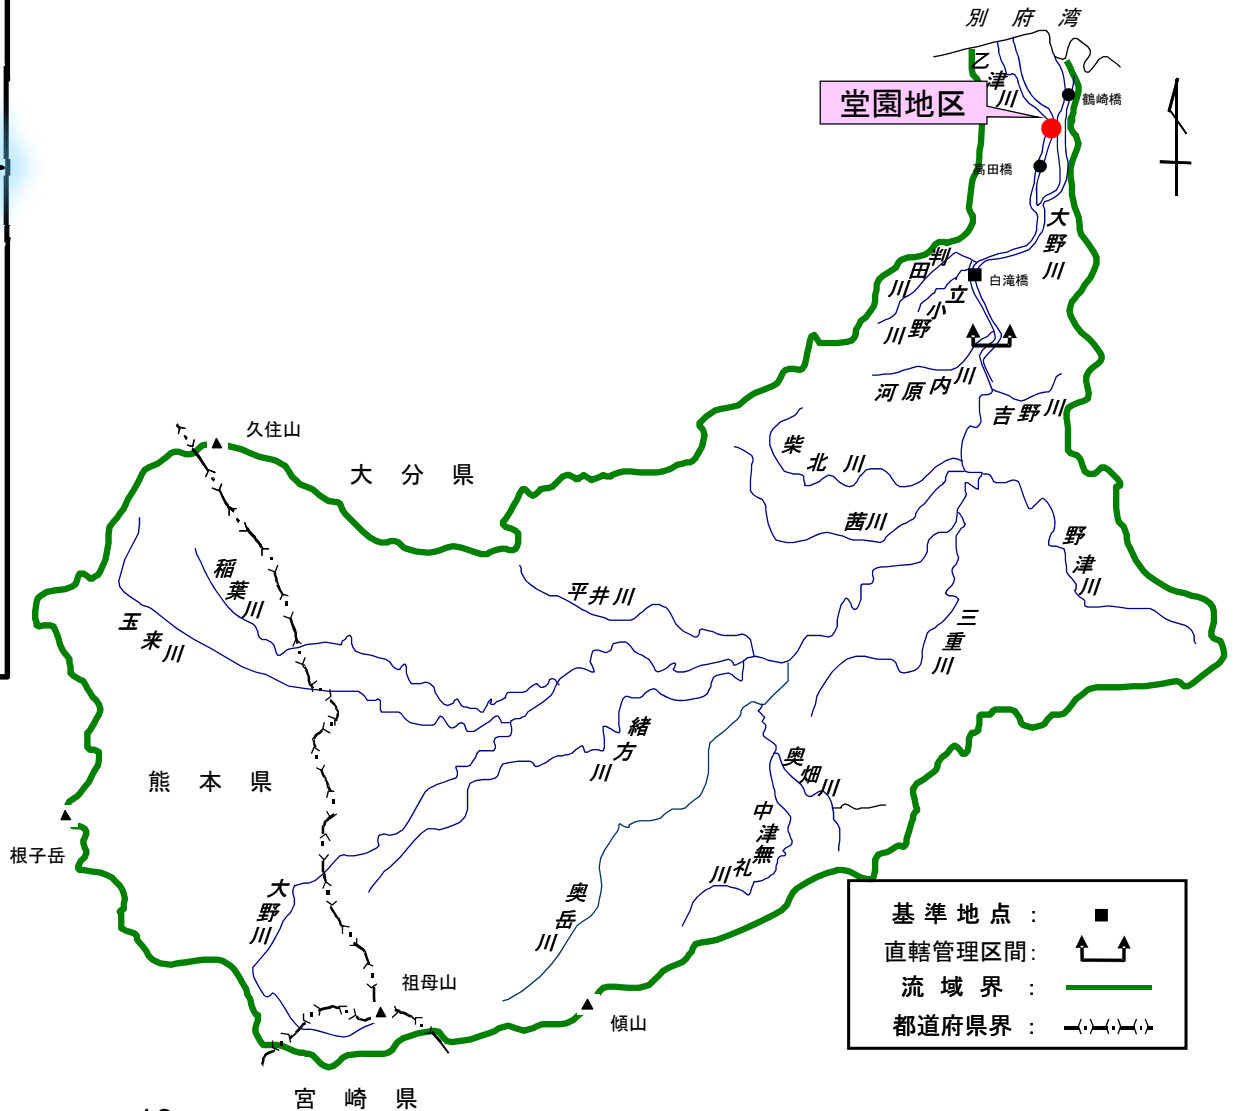 別府湾
乙津川
堂園地区
鶴崎橋
高田橋
大野川
判田川
白滝橋
立小野川
河原内川
吉野川
久住山
大分県
柴北川
茜川
野津川
稲葉川
平井川
玉来川
三重川
緒方川
奥畑川
熊本県
中津無礼川
根子岳
大野川
奥岳川
祖母山
傾山
宮崎県
基準地点：
直轄管理区間：
流域界：
都道府県界：